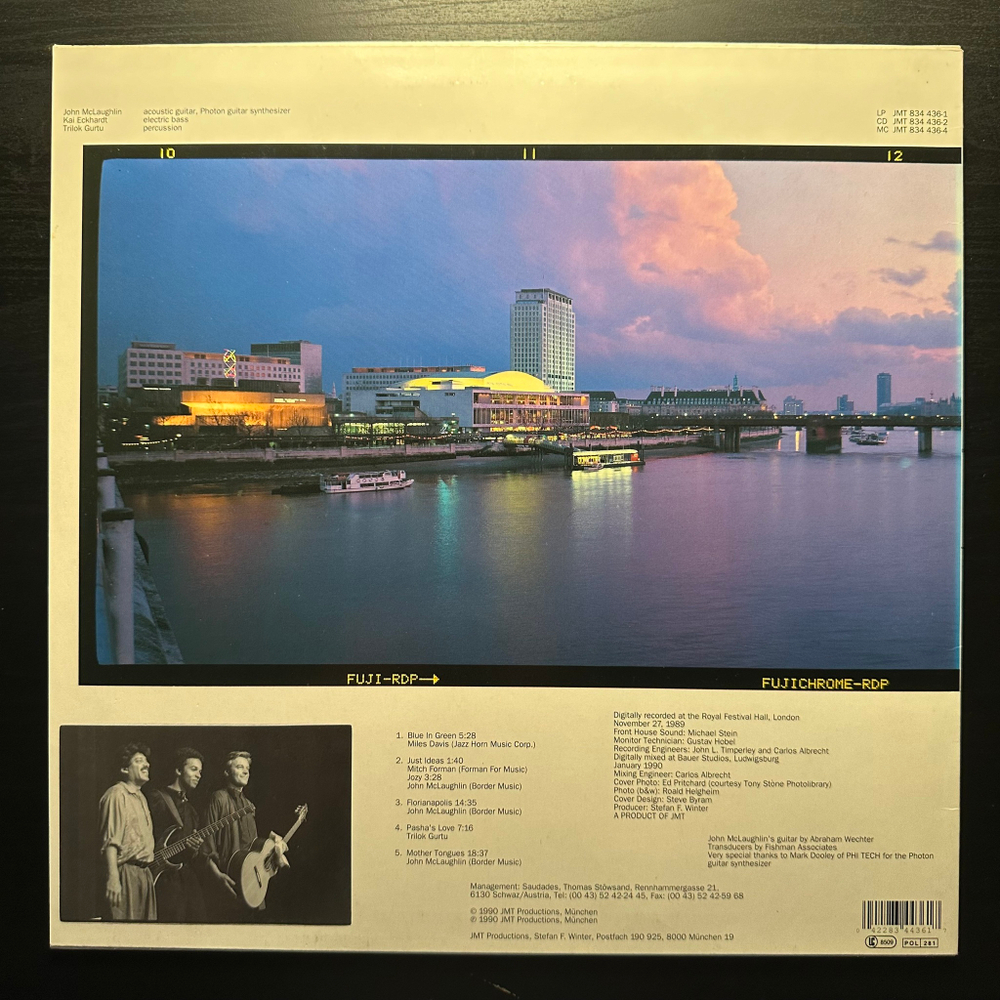 John McLaughlin acoustic guitar, Photon guitar synthesizer
Kai Eckhardt electric bass
Trilok Gurtu percussion
LP JMT 834 436-1
CD JMT 834 436-2
MC JMT 834 436-4
10 11 12
FUJI-RDP→ FUJICHROME-RDP
1. Blue In Green 5:28
Miles Davis (Jazz Horn Music Corp.)
2. Just Ideas 1:40
Mitch Forman (Forman For Music)
Jozy 3:28
John McLaughlin (Border Music)
3. Florianapolis 14:35
John McLaughlin (Border Music)
4. Pasha's Love 7:16
Trilok Gurtu
5. Mother Tongues 18:37
John McLaughlin (Border Music)
Digitally recorded at the Royal Festival Hall, London
November 27, 1989
Front House Sound: Michael Stein
Monitor Technician: Gustav Hobel
Recording Engineers: John L. Timperley and Carlos Albrecht
Digitally mixed at Bauer Studios, Ludwigsburg
January 1990
Mixing Engineer: Carlos Albrecht
Cover Photo: Ed Pritchard (courtesy Tony Stone Photolibrary)
Photo (b&w): Roald Helgheim
Cover Design: Steve Byram
Producer: Stefan F. Winter
A PRODUCT OF JMT
John McLaughlin's guitar by Abraham Wechter
Transducers by Fishman Associates
Very special thanks to Mark Dooley of PHI TECH for the Photon
guitar synthesizer
Management: Saudades, Thomas Stöwsand, Rennhammergasse 21,
6130 Schwaz/Austria, Tel: (00 43) 52 42-24 45, Fax: (00 43) 52 42-59 68
© 1990 JMT Productions, München
℗ 1990 JMT Productions, München
JMT Productions, Stefan F. Winter, Postfach 190 925, 8000 München 19
0 42283 44361 7
LC 8509 POL 281